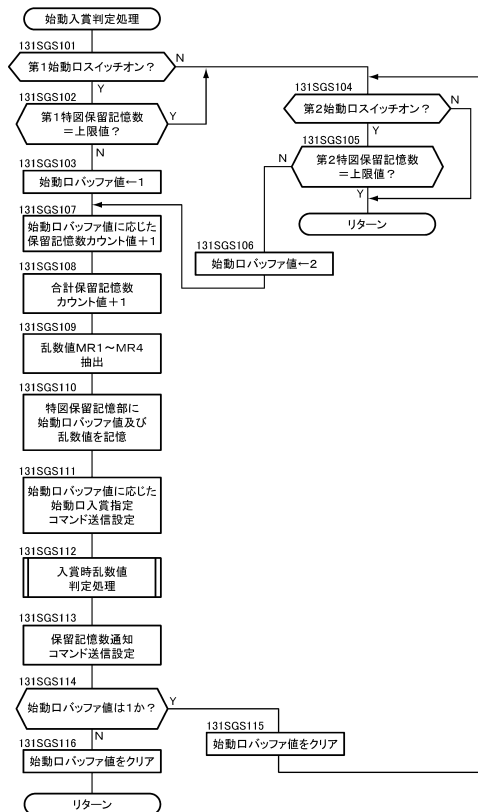 始動入賞判定処理
131SGS101
第1始動口スイッチオン?
N
Y
131SGS102
第1特図保留記憶数
=上限値?
Y
N
131SGS103
始動口バッファ値←1
131SGS104
第2始動口スイッチオン?
N
Y
131SGS105
第2特図保留記憶数
=上限値?
N
Y
リターン
131SGS106
始動口バッファ値←2
131SGS107
始動口バッファ値に応じた
保留記憶数カウント値+1
131SGS108
合計保留記憶数
カウント値+1
131SGS109
乱数値MR1~MR4
抽出
131SGS110
特図保留記憶部に
始動口バッファ値及び
乱数値を記憶
131SGS111
始動口バッファ値に応じた
始動口入賞指定
コマンド送信設定
131SGS112
入賞時乱数値
判定処理
131SGS113
保留記憶数通知
コマンド送信設定
131SGS114
始動口バッファ値は1か?
Y
N
131SGS115
始動口バッファ値をクリア
131SGS116
始動口バッファ値をクリア
リターン